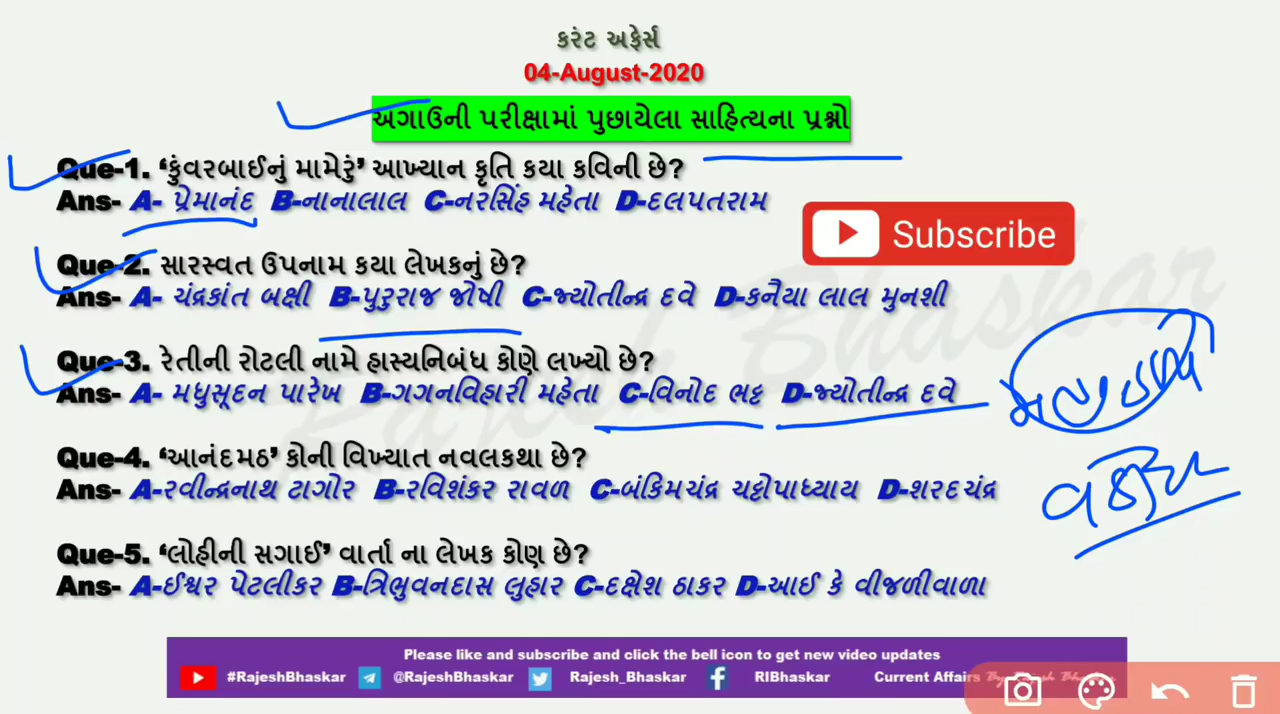 કરંટ અફેર્સ
04-August-2020
અગાઉની પરીક્ષામાં પુછાયેલા સાહિત્યના પ્રશ્નો
Que-1. ‘કુંવરબાઈનું મામેરું’ આખ્યાન કૃતિ કયા કવિની છે?
Ans- A- પ્રેમાનંદ B-નાનાલાલ C-નરસિંહ મહેતા D-દલપતરામ
Subscribe
Que-2. સારસ્વત ઉપનામ કયા લેખકનું છે?
Ans- A- ચંદ્રકાંત બક્ષી B-પુરુરાજ જોષી C-જ્યોતીન્દ્ર દવે D-કનૈયા લાલ મુનશી
Que-3. રેતીની રોટલી નામે હાસ્યનિબંધ કોણે લખ્યો છે?
Ans- A- મધુસૂદન પારેખ B-ગગનવિહારી મહેતા C-વિનોદ ભટ્ટ D-જ્યોતીન્દ્ર દવે
Que-4. ‘આનંદમઠ’ કોની વિખ્યાત નવલકથા છે?
Ans- A-રવીન્દ્રનાથ ટાગોર B-રવિશંકર રાવળ C-બંકિમચંદ્ર ચટ્ટોપાધ્યાય D-શરદચંદ્ર
Que-5. ‘લોહીની સગાઈ’ વાર્તા ના લેખક કોણ છે?
Ans- A-ઈશ્વર પેટલીકર B-ત્રિભુવનદાસ લુહાર C-દક્ષેશ ઠાકર D-આઈ કે વીજળીવાળા
Rajesh Bhaskar
Please like and subscribe and click the bell icon to get new video updates
#RajeshBhaskar @RajeshBhaskar Rajesh_Bhaskar RIBhaskar Current Affairs By Rajesh Bhaskar